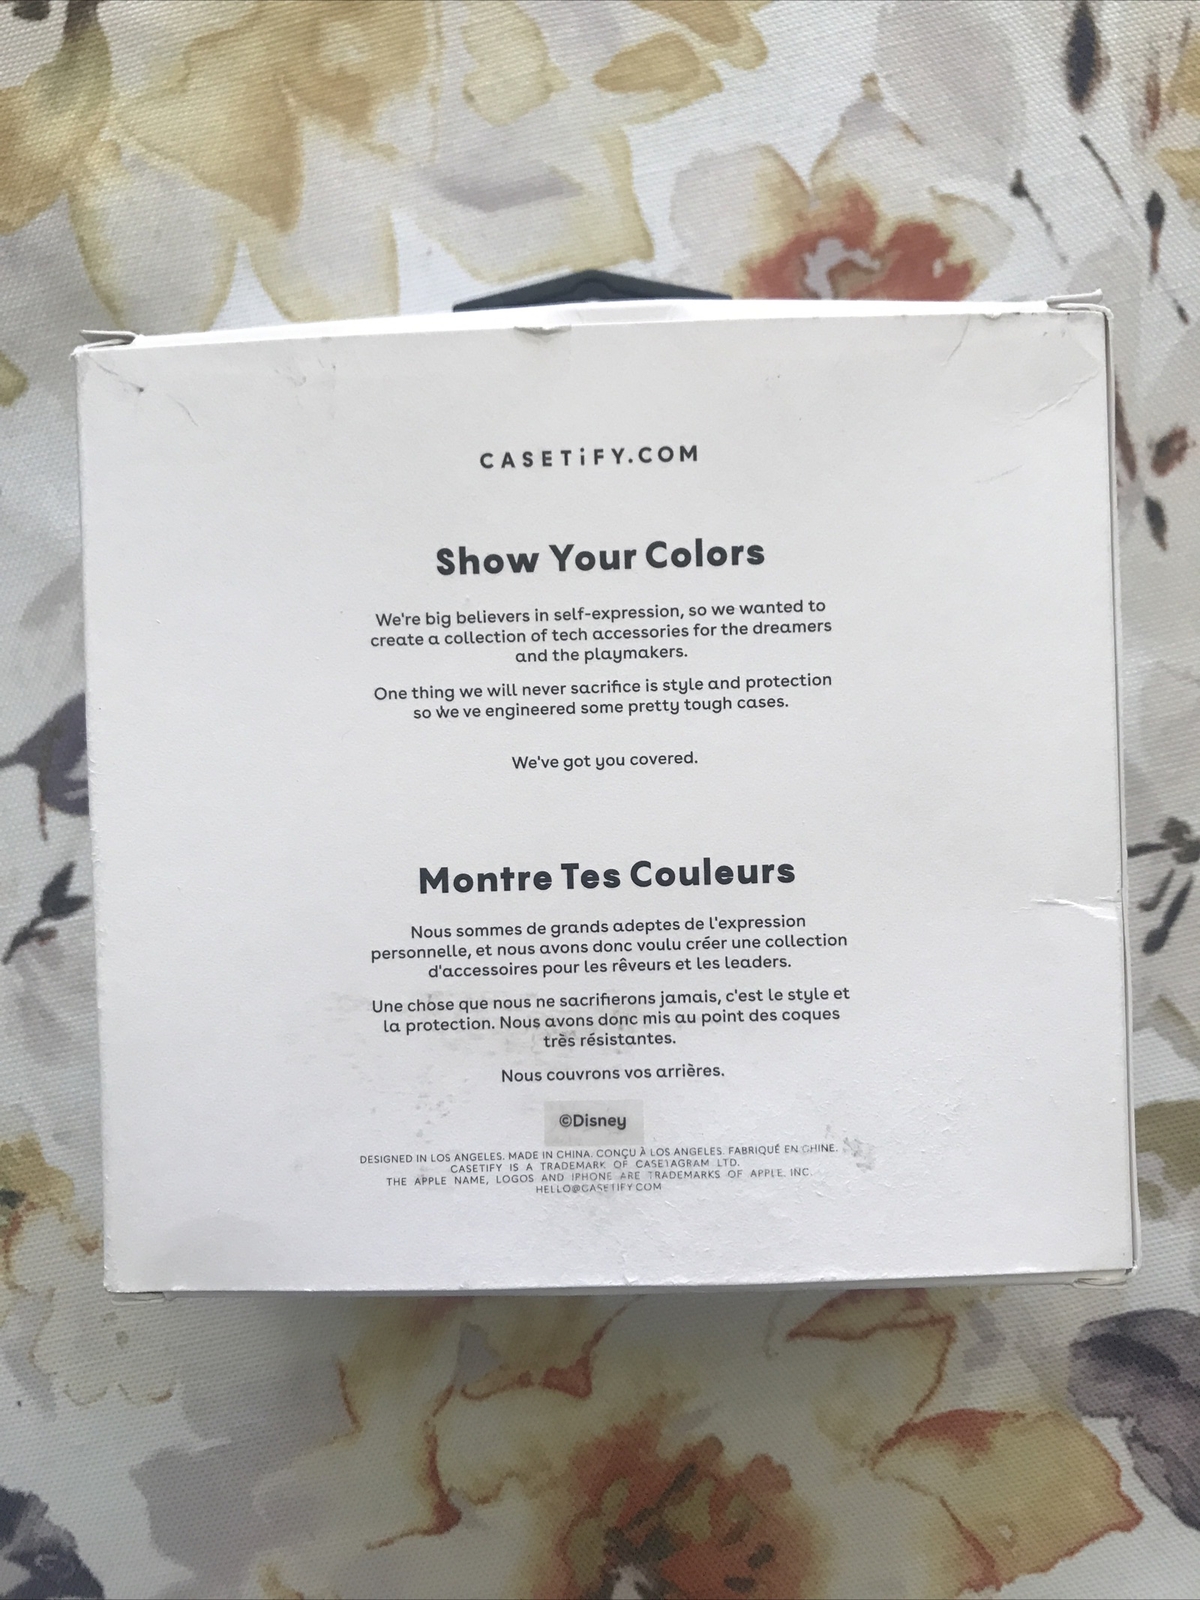 CASETiFY.COM
Show Your Colors
We're big believers in self-expression, so we wanted to
create a collection of tech accessories for the dreamers
and the playmakers.
One thing we will never sacrifice is style and protection
so we ve engineered some pretty tough cases.
We've got you covered.
Montre Tes Couleurs
Nous sommes de grands adeptes de l'expression
personnelle, et nous avons donc voulu créer une collection
d'accessoires pour les rêveurs et les leaders.
Une chose que nous ne sacrifierons jamais, c'est le style et
la protection. Nous avons donc mis au point des coques
très résistantes.
Nous couvrons vos arrières.
©Disney
DESIGNED IN LOS ANGELES. MADE IN CHINA. CONÇU À LOS ANGELES. FABRIQUÉ EN CHINE.
CASETIFY IS A TRADEMARK OF CASETAGRAM LTD.
THE APPLE NAME, LOGOS AND IPHONE ARE TRADEMARKS OF APPLE. INC.
HELLO@CASETIFY.COM